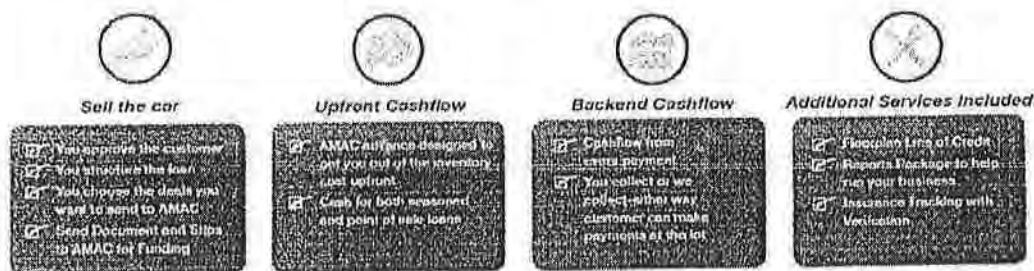 Sell the car
You approve the customer
You structure the loan
You choose the deals you
want to send to AMAC
Send Document and Stips
to AMAC for Funding
Upfront Cashflow
AMAC advance designed to
put you out of the inventory
cost upfront
Cash for both seasoned
and point of sale loans
Backend Cashflow
Cashflow from
every payment
You collect or we
collect-either way
customer can make
payments at the lot
Additional Services Included
Floorplan Line of Credit
Reports Package to help
run your business
Insurance Tracking with
Verification